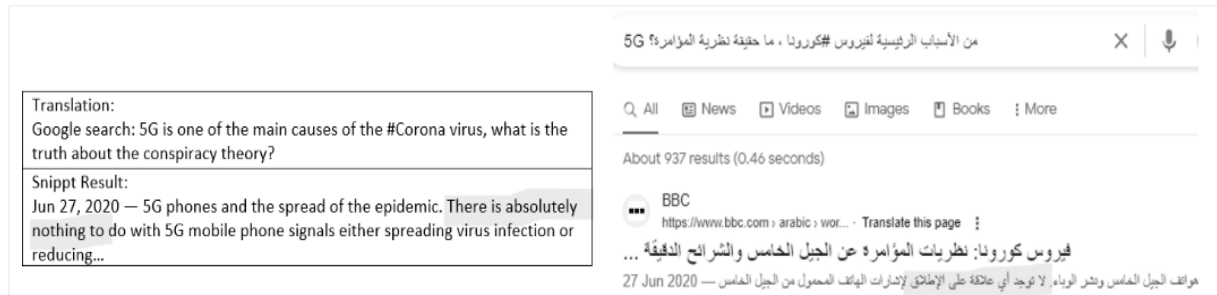 Translation:
Google search: 5G is one of the main causes of the #Corona virus, what is the
truth about the conspiracy theory?
Snippt Result:
Jun 27, 2020 — 5G phones and the spread of the epidemic. There is absolutely
nothing to do with 5G mobile phone signals either spreading virus infection or
reducing...
من الأسباب الرئيسية لفيروس #كورونا ، ما حقيقة نظرية المؤامرة؟ 5G
All News Videos Images Books More
About 937 results (0.46 seconds)
BBC
https://www.bbc.com › arabic › wor... · Translate this page
فيروس كورونا: نظريات المؤامرة عن الجيل الخامس والشرائح الدقيقة ...
27 Jun 2020 — هواتف الجيل الخامس ونشر الوباء. لا توجد أي علاقة على الإطلاق لإشارات الهاتف المحمول من الجيل الخامس